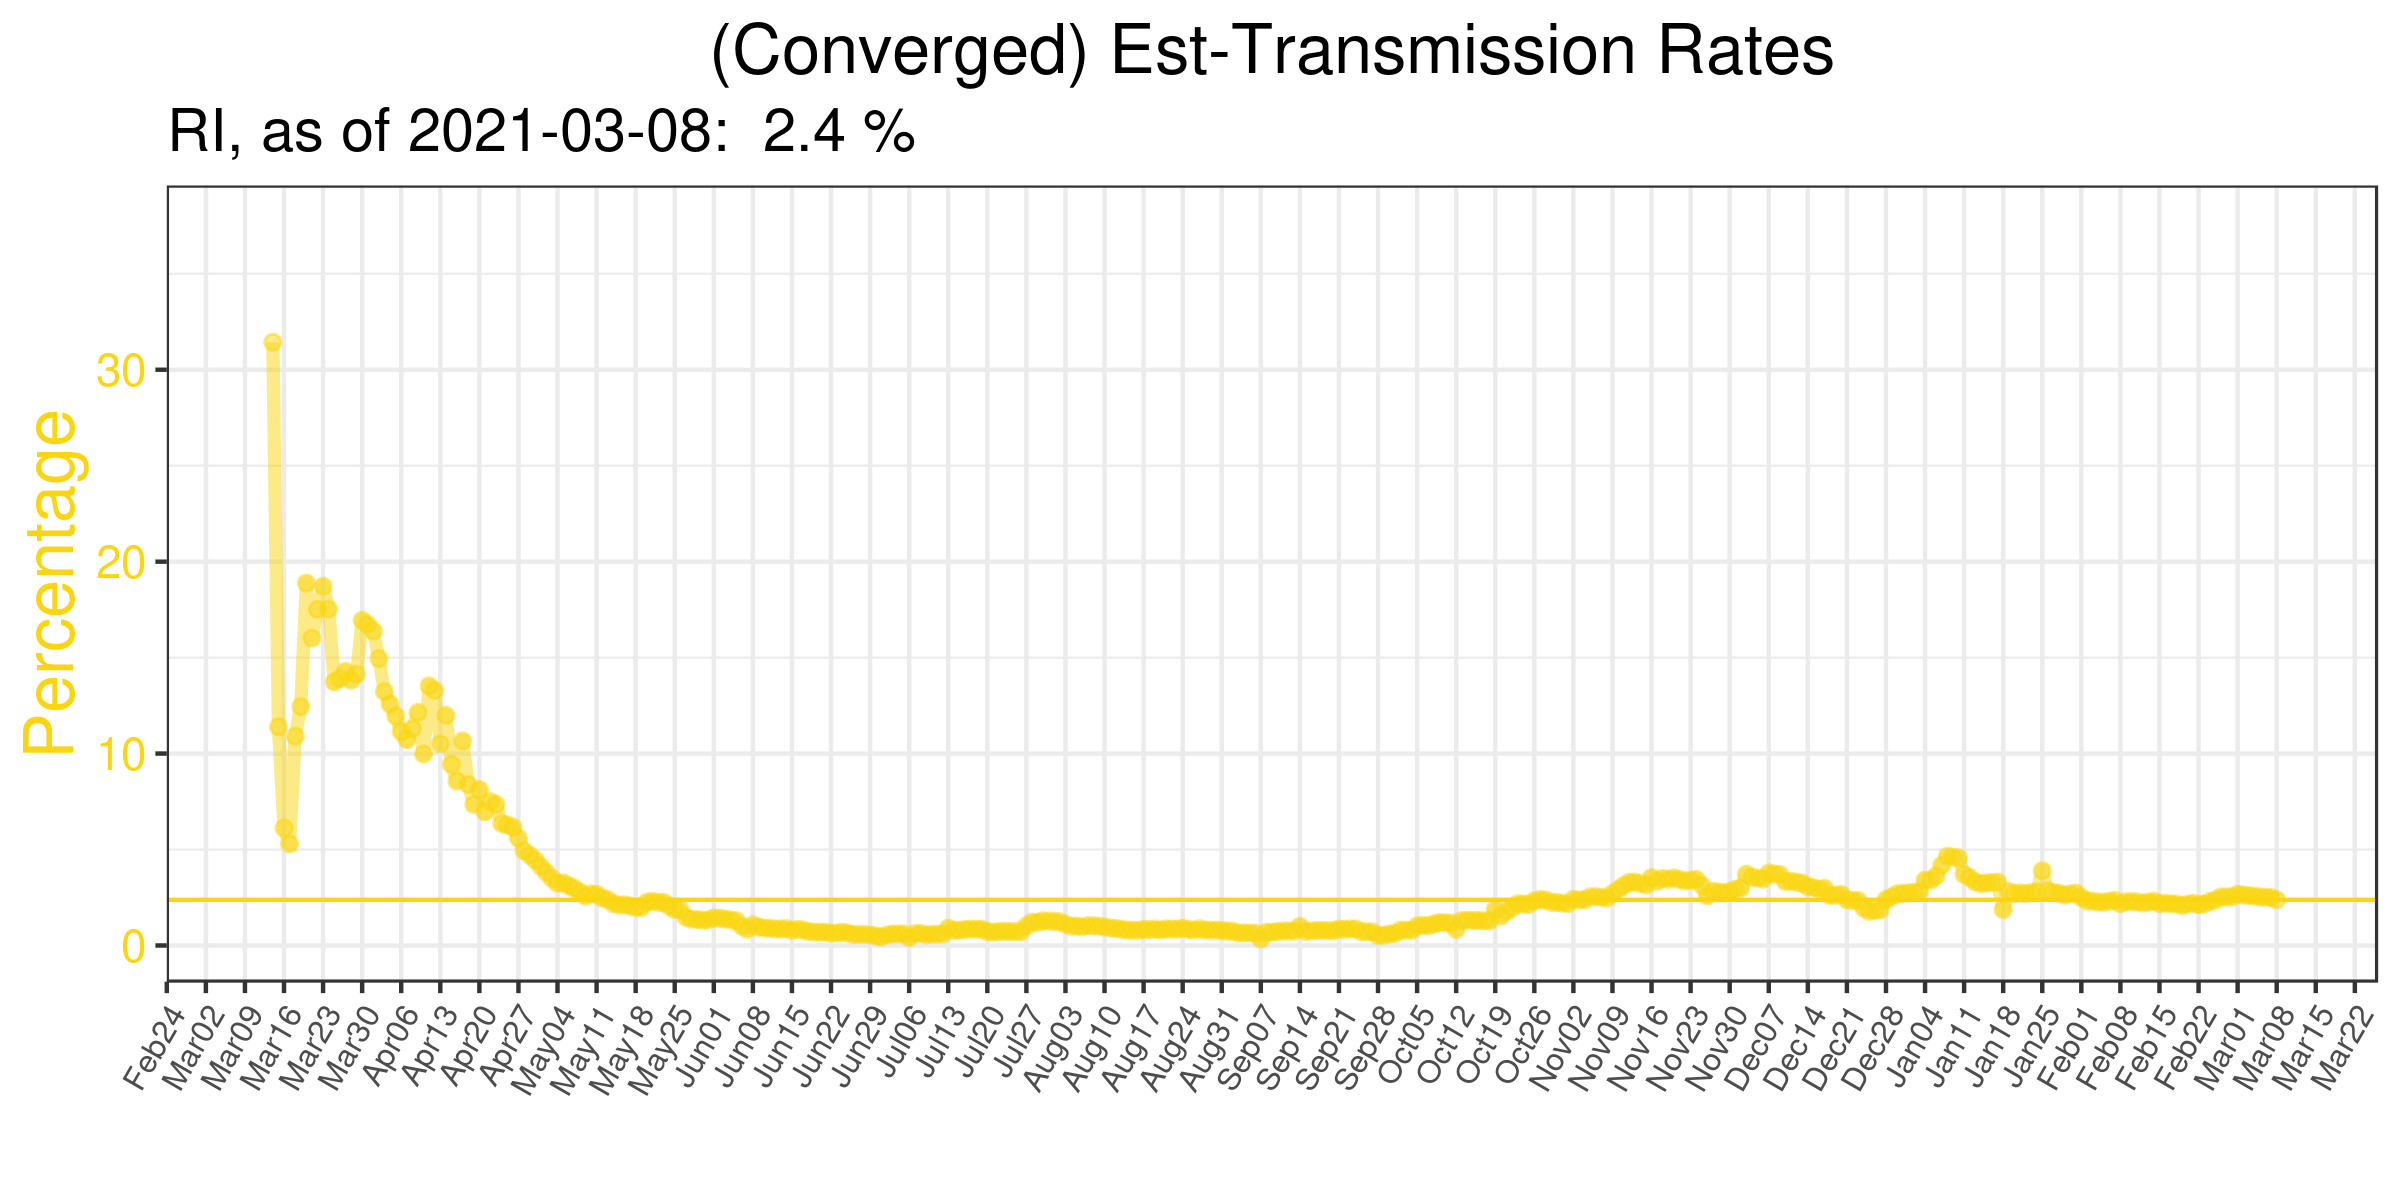 (Converged) Est-Transmission Rates
RI, as of 2021-03-08:  2.4 %
Percentage
30
20
10
0
Feb24
Mar02
Mar09
Mar16
Mar23
Mar30
Apr06
Apr13
Apr20
Apr27
May04
May11
May18
May25
Jun01
Jun08
Jun15
Jun22
Jun29
Jul06
Jul13
Jul20
Jul27
Aug03
Aug10
Aug17
Aug24
Aug31
Sep07
Sep14
Sep21
Sep28
Oct05
Oct12
Oct19
Oct26
Nov02
Nov09
Nov16
Nov23
Nov30
Dec07
Dec14
Dec21
Dec28
Jan04
Jan11
Jan18
Jan25
Feb01
Feb08
Feb15
Feb22
Mar01
Mar08
Mar15
Mar22